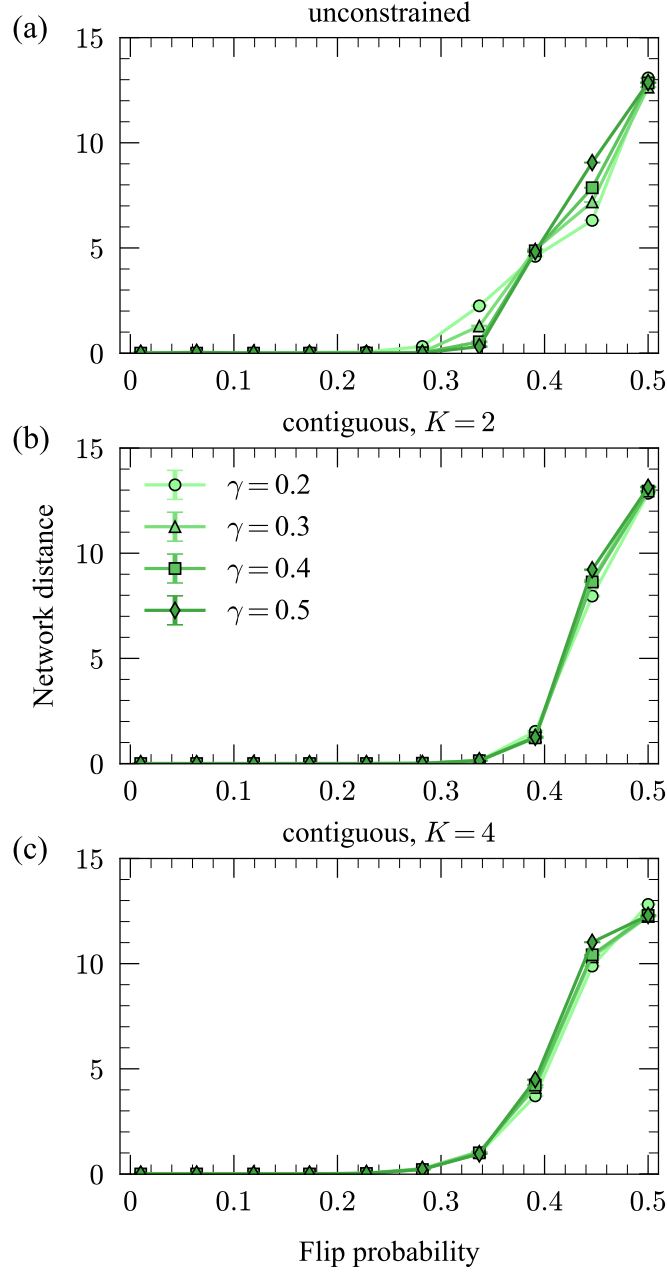 (a)
unconstrained
15
10
5
0
0 0.1 0.2 0.3 0.4 0.5
(b)
contiguous, K = 2
15
10
5
0
γ = 0.2
γ = 0.3
γ = 0.4
γ = 0.5
Network distance
0 0.1 0.2 0.3 0.4 0.5
(c)
contiguous, K = 4
15
10
5
0
0 0.1 0.2 0.3 0.4 0.5
Flip probability